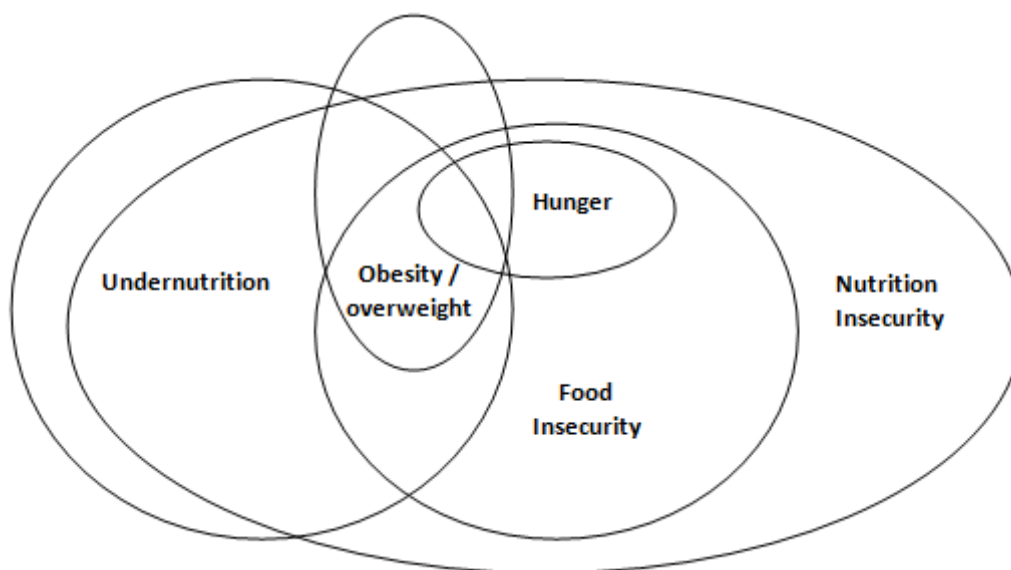 Hunger
Undernutrition
Obesity /
overweight
Nutrition
Insecurity
Food
Insecurity